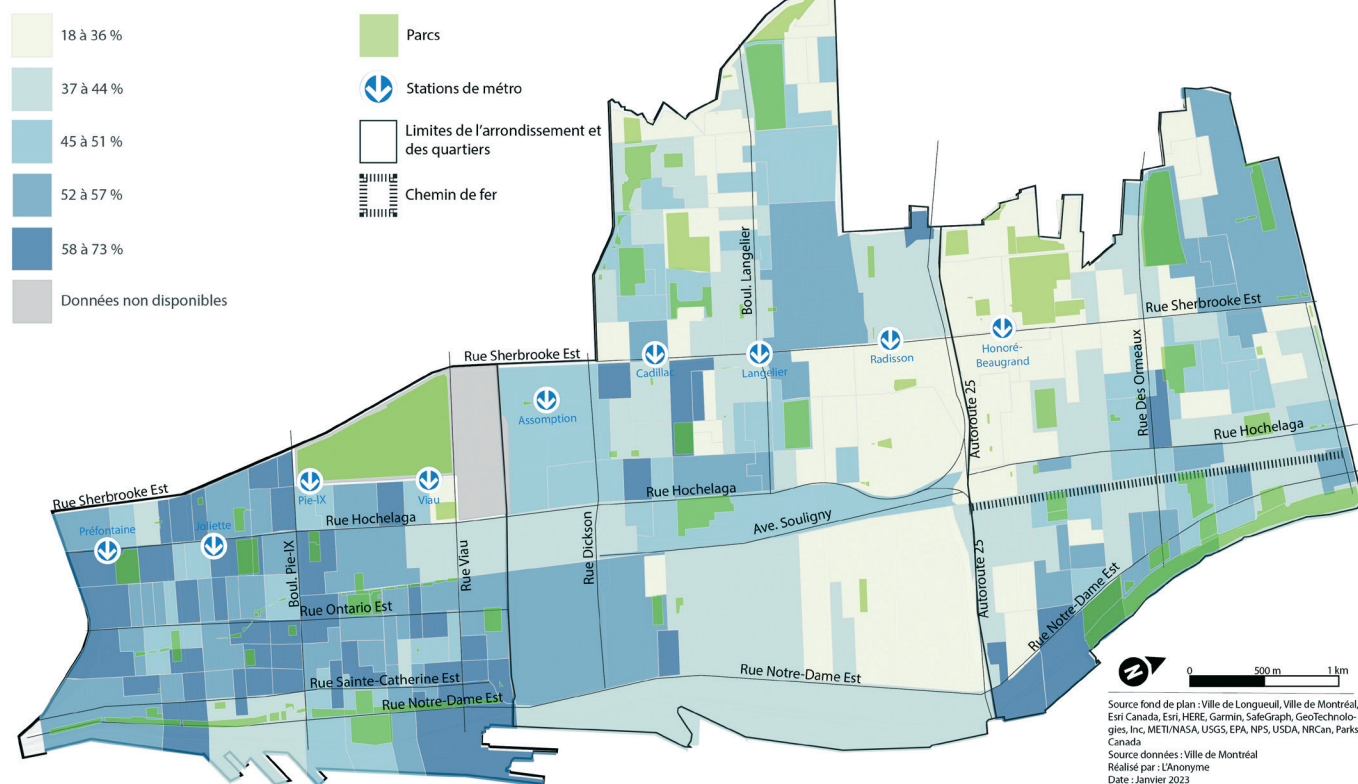 18 à 36 %
37 à 44 %
45 à 51 %
52 à 57 %
58 à 73 %
Données non disponibles
Parcs
Stations de métro
Limites de l'arrondissement et
des quartiers
Chemin de fer
Boul. Langelier
Rue Sherbrooke Est
Rue Sherbrooke Est
Cadillac
Langelier
Radisson
Honoré-
Beaugrand
Rue Des Ormeaux
Autoroute 25
Assomption
Rue Hochelaga
Rue Sherbrooke Est
Pie-IX
Viau
Rue Hochelaga
Préfontaine
Joliette
Rue Hochelaga
Ave. Souligny
Boul. Pie-IX
Rue Viau
Rue Dickson
Autoroute 25
Rue Ontario Est
Rue Notre-Dame Est
Rue Sainte-Catherine Est
Rue Notre-Dame Est
Rue Notre-Dame Est
N
0 500 m 1 km
Source fond de plan : Ville de Longueuil, Ville de Montréal,
Esri Canada, Esri, HERE, Garmin, SafeGraph, GeoTechnolo-
gies, Inc, METI/NASA, USGS, EPA, NPS, USDA, NRCan, Parks
Canada
Source données : Ville de Montréal
Réalisé par : L'Anonyme
Date : Janvier 2023